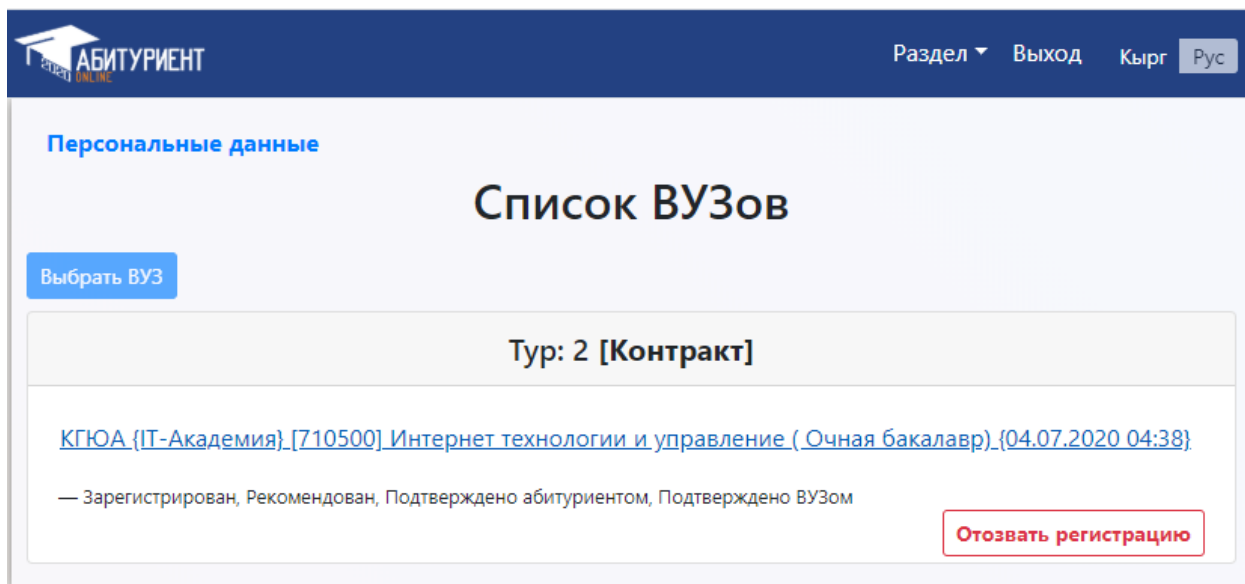 2020 АБИТУРИЕНТ
ONLINE
Раздел Выход Кырг Рус
Персональные данные
Список ВУЗов
Выбрать ВУЗ
Тур: 2 [Контракт]
КГЮА {IT-Академия} [710500] Интернет технологии и управление ( Очная бакалавр) {04.07.2020 04:38}
— Зарегистрирован, Рекомендован, Подтверждено абитуриентом, Подтверждено ВУЗом
Отозвать регистрацию